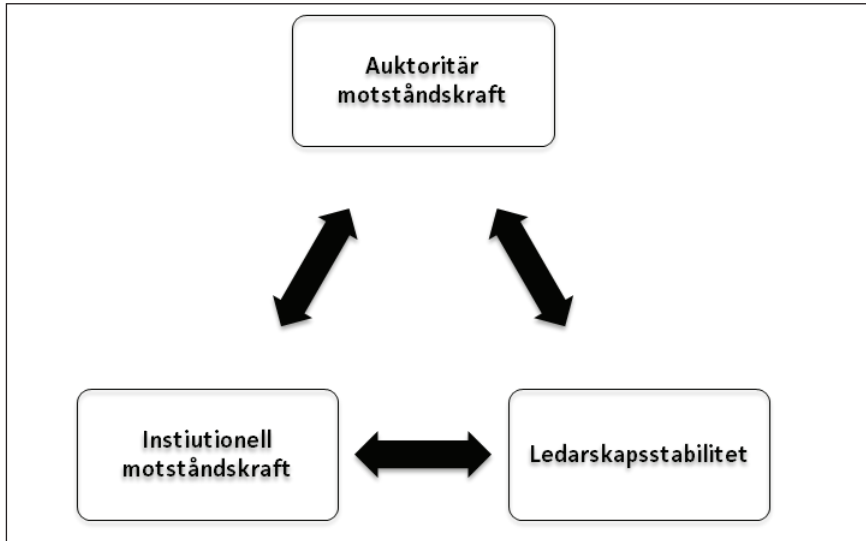 Auktoritär
motståndskraft
Instiutionell
motståndskraft
Ledarskapsstabilitet